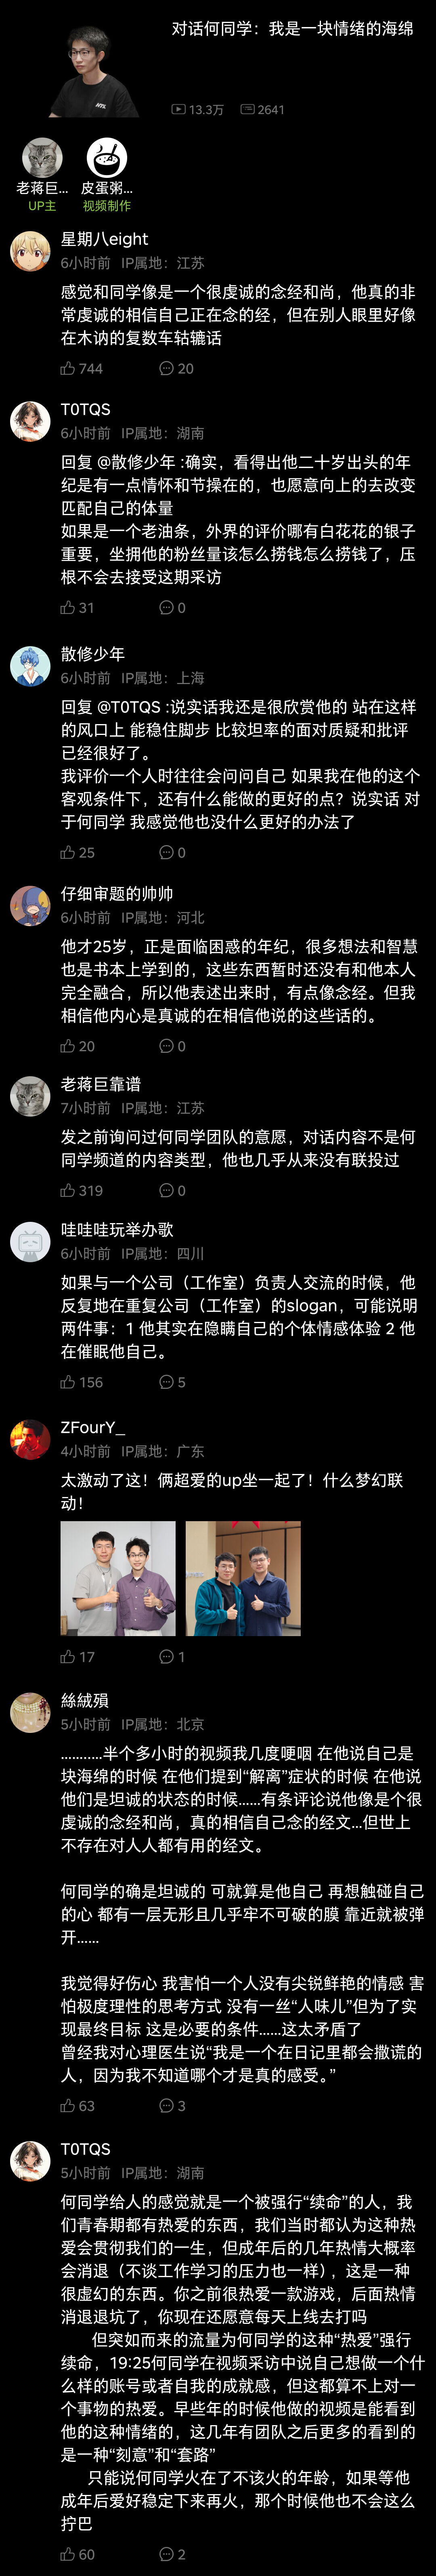 对话何同学：我是一块情绪的海绵
13.3万 2641
老蒋巨... 皮蛋粥...
UP主 视频制作
星期八eight
6小时前 IP属地：江苏
感觉和同学像是一个很虔诚的念经和尚，他真的非
常虔诚的相信自己正在念的经，但在别人眼里好像
在木讷的复数车轱辘话
744 20
T0TQS
6小时前 IP属地：湖南
回复 @散修少年 :确实，看得出他二十岁出头的年
纪是有一点情怀和节操在的，也愿意向上的去改变
匹配自己的体量
如果是一个老油条，外界的评价哪有白花花的银子
重要，坐拥他的粉丝量该怎么捞钱怎么捞钱了，压
根不会去接受这期采访
31 0
散修少年
6小时前 IP属地：上海
回复 @T0TQS :说实话我还是很欣赏他的 站在这样
的风口上 能稳住脚步 比较坦率的面对质疑和批评
已经很好了。
我评价一个人时往往会问问自己 如果我在他的这个
客观条件下，还有什么能做的更好的点？说实话 对
于何同学 我感觉他也没什么更好的办法了
25 0
仔细审题的帅帅
6小时前 IP属地：河北
他才25岁，正是面临困惑的年纪，很多想法和智慧
也是书本上学到的，这些东西暂时还没有和他本人
完全融合，所以他表述出来时，有点像念经。但我
相信他内心是真诚的在相信他说的这些话的。
20 0
老蒋巨靠谱
7小时前 IP属地：江苏
发之前询问过何同学团队的意愿，对话内容不是何
同学频道的内容类型，他也几乎从来没有联投过
319 0
哇哇哇玩举办歌
6小时前 IP属地：四川
如果与一个公司（工作室）负责人交流的时候，他
反复地在重复公司（工作室）的slogan，可能说明
两件事：1 他其实在隐瞒自己的个体情感体验 2 他
在催眠他自己。
156 5
ZFourY_
4小时前 IP属地：广东
太激动了这！俩超爱的up坐一起了！什么梦幻联
动！
17 1
絲絨殞
5小时前 IP属地：北京
...........半个多小时的视频我几度哽咽 在他说自己是
块海绵的时候 在他们提到“解离”症状的时候 在他说
他们是坦诚的状态的时候......有条评论说他像是个很
虔诚的念经和尚，真的相信自己念的经文...但世上
不存在对人人都有用的经文。
何同学的确是坦诚的 可就算是他自己 再想触碰自己
的心 都有一层无形且几乎牢不可破的膜 靠近就被弹
开......
我觉得好伤心 我害怕一个人没有尖锐鲜艳的情感 害
怕极度理性的思考方式 没有一丝“人味儿”但为了实
现最终目标 这是必要的条件......这太矛盾了
曾经我对心理医生说“我是一个在日记里都会撒谎的
人，因为我不知道哪个才是真的感受。”
63 3
T0TQS
5小时前 IP属地：湖南
何同学给人的感觉就是一个被强行“续命”的人，我
们青春期都有热爱的东西，我们当时都认为这种热
爱会贯彻我们的一生，但成年后的几年热情大概率
会消退（不谈工作学习的压力也一样），这是一种
很虚幻的东西。你之前很热爱一款游戏，后面热情
消退退坑了，你现在还愿意每天上线去打吗
但突如而来的流量为何同学的这种“热爱”强行
续命，19:25何同学在视频采访中说自己想做一个什
么样的账号或者自我的成就感，但这都算不上对一
个事物的热爱。早些年的时候他做的视频是能看到
他的这种情绪的，这几年有团队之后更多的看到的
是一种“刻意”和“套路”
只能说何同学火在了不该火的年龄，如果等他
成年后爱好稳定下来再火，那个时候他也不会这么
拧巴
60 2